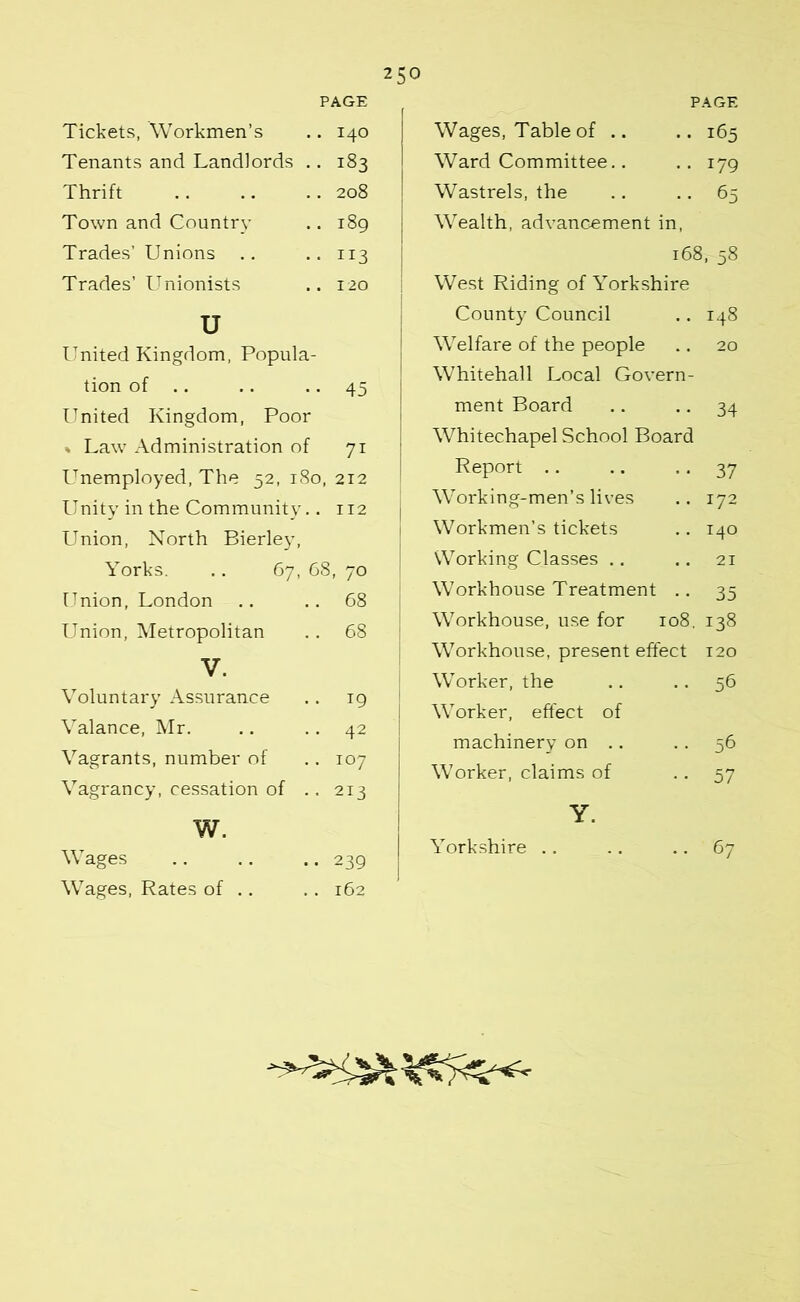 250
PAGE
Tickets, Workmen's .. 140
Tenants and Landlords .. 183
Thrift .. .. .. 208
Town and Country .. 189
Trades' Unions .. .. 113
Trades' Unionists .. 120
U
United Kingdom, Popula-
tion of .. .. .. 45
United Kingdom, Poor
Law Administration of 71
Unemployed, The 52, 180, 212
Unity in the Community.. 112
Union, North Bierley,
Yorks. .. 67, 68, 70
Union, London .. .. 68
Union, Metropolitan .. 68
V.
Voluntary Assurance .. 19
Valance, Mr. .. .. 42
Vagrants, number of .. 107
Vagrancy, cessation of .. 213
W.
Wages .. .. .. 239
Wages, Rates of .. .. 162
PAGE
Wages, Table of .. .. 165
Ward Committee.. .. 179
Wastrels, the .. .. 65
Wealth, advancement in,
168, 58
West Riding of Yorkshire
County Council .. 148
Welfare of the people .. 20
Whitehall Local Govern-
ment Board .. .. 34
Whitechapel School Board
Report .. .. .. 37
Working-men's lives .. 172
Workmen's tickets .. 140
Working Classes .. .. 21
Workhouse Treatment .. 35
Workhouse, use for 108, 138
Workhouse, present effect 120
Worker, the .. .. 56
Worker, effect of
machinery on .. .. 56
Worker, claims of .. 57
Y.
Yorkshire .. .. .. 67